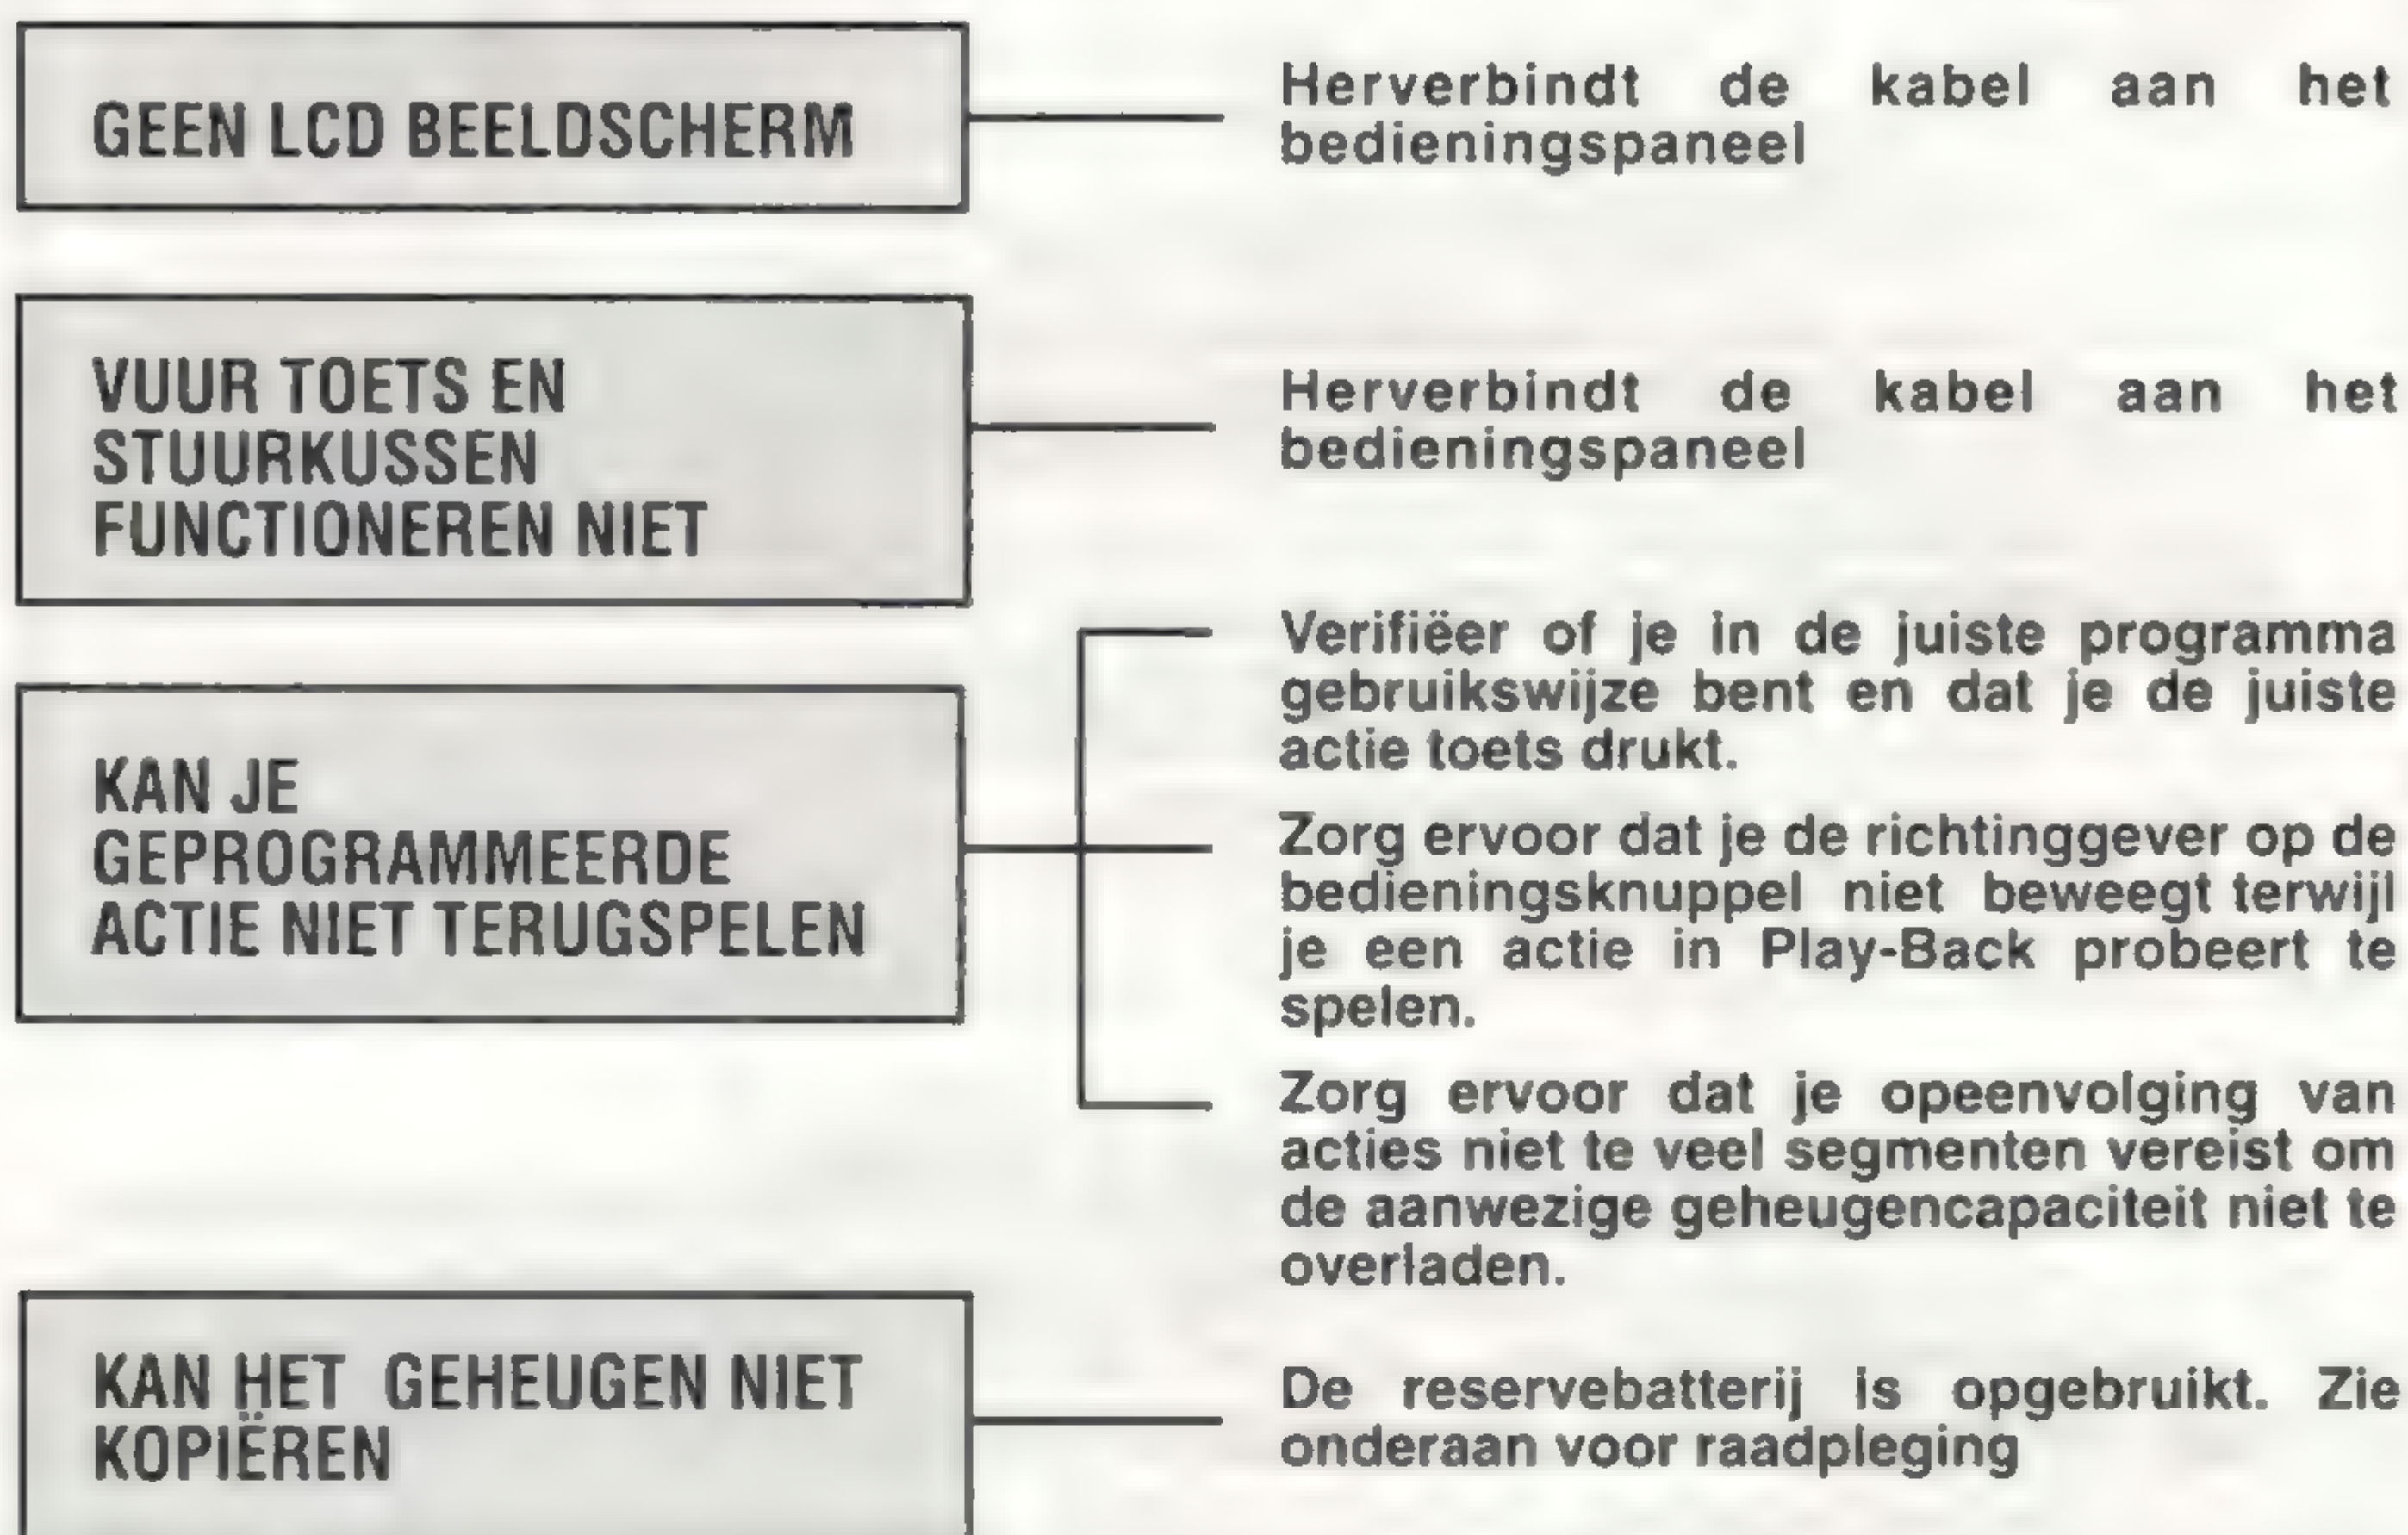 GEEN LCD BEELDSCHERM
Herverbindt de kabel aan het
bedieningspaneel
VUUR TOETS EN
STUURKUSSEN
FUNCTIONEREN NIET
Herverbindt de kabel aan het
bedieningspaneel
KAN JE
GEPROGRAMMEERDE
ACTIE NIET TERUGSPELEN
Verifiëer of je in de juiste programma
gebruikswijze bent en dat je de juiste
actie toets drukt.
Zorg ervoor dat je de richtinggever op de
bedieningsknuppel niet beweegt terwijl
je een actie in Play-Back probeert te
spelen.
Zorg ervoor dat je opeenvolging van
acties niet te veel segmenten vereist om
de aanwezige geheugencapaciteit niet te
overladen.
KAN HET GEHEUGEN NIET
KOPIËREN
De reservebatterij is opgebruikt. Zie
onderaan voor raadpleging